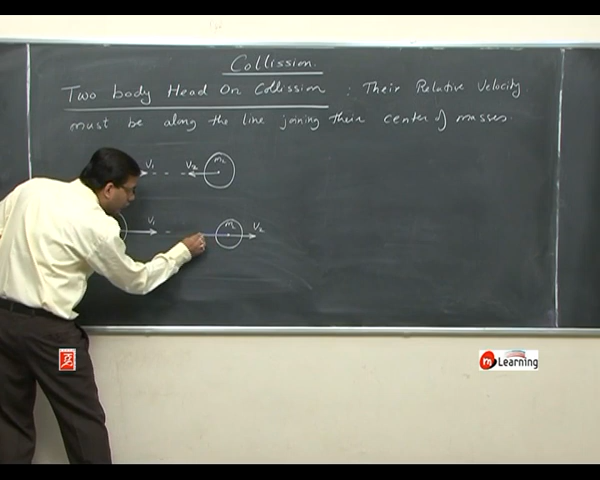 Collission.
Two body Head On Collission : Their Relative Velocity
must be along the line joining their center of masses.
V₁ V₂ m₂
V₁ m₂ V₂
m Learning